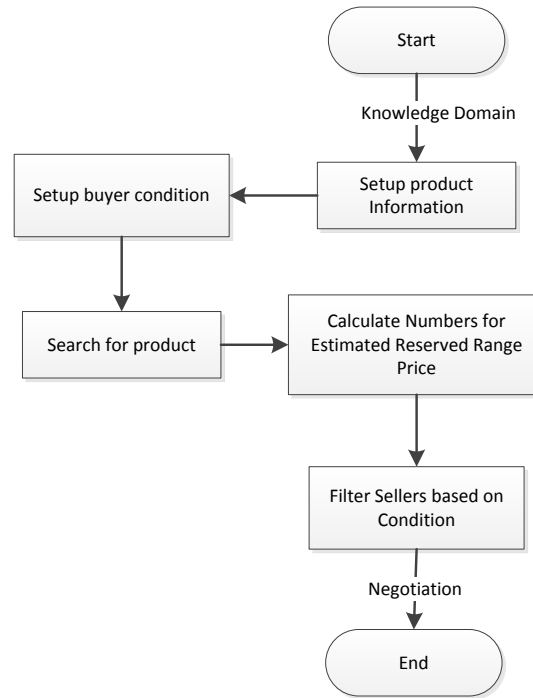 Start
Knowledge Domain
Setup product
Information
Setup buyer condition
Search for product
Calculate Numbers for
Estimated Reserved Range
Price
Filter Sellers based on
Condition
Negotiation
End